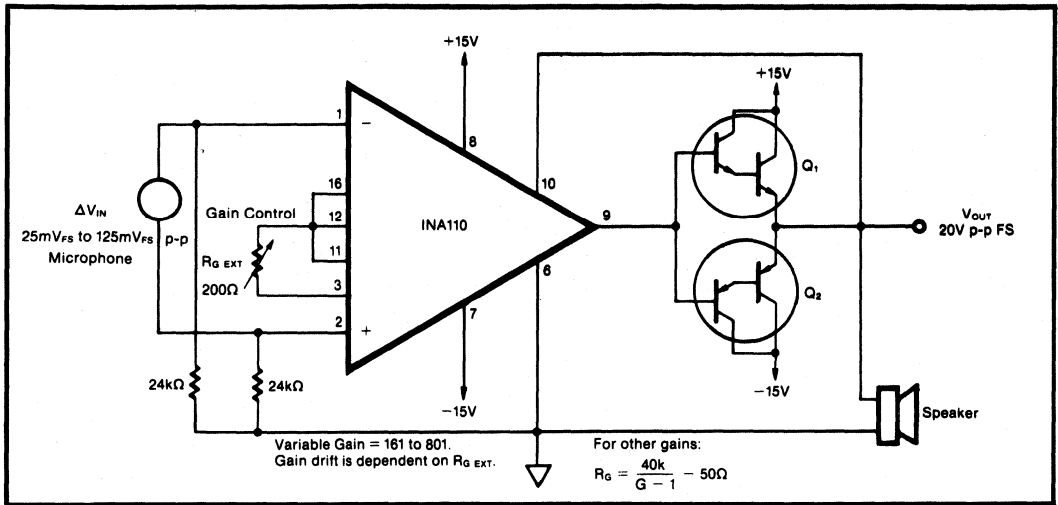 +15V
+15V
1
−
8
16
10
Q₁
ΔVIN
25mVFS to 125mVFS p-p
Microphone
Gain Control
12
INA110
9
VOUT
20V p-p FS
11
RG EXT
200Ω
3
6
Q₂
2
+
7
24kΩ
24kΩ
−15V
−15V
Speaker
Variable Gain = 161 to 801.
Gain drift is dependent on RG EXT.
For other gains:
RG = 40k / G − 1 − 50Ω